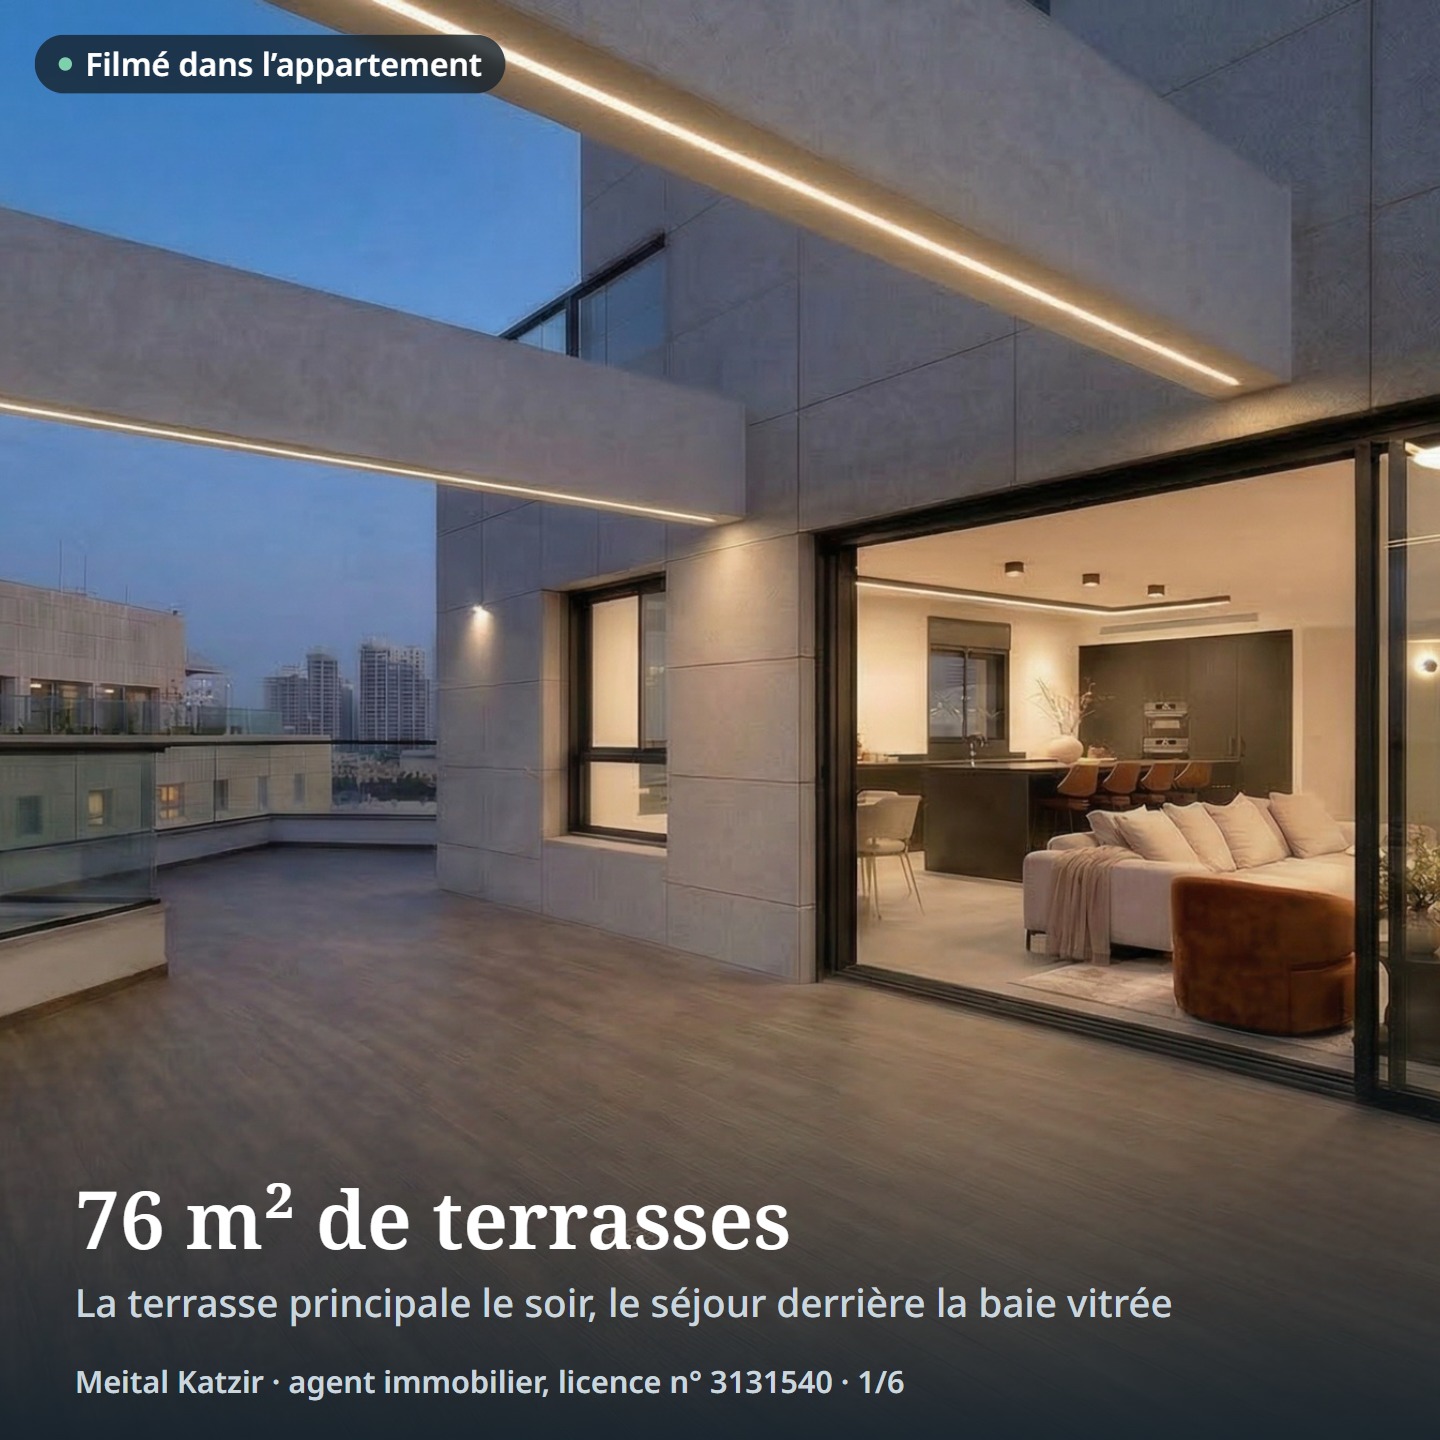 Filmé dans l’appartement
76 m² de terrasses
La terrasse principale le soir, le séjour derrière la baie vitrée
Meital Katzir · agent immobilier, licence n° 3131540 · 1/6